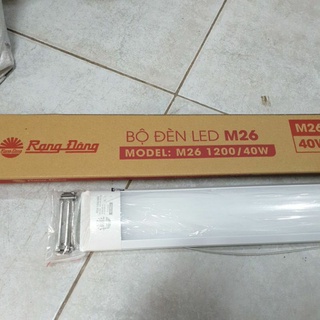 Rạng Đông
BỘ ĐÈN LED M26
MODEL: M26 1200/40W
M26
40W